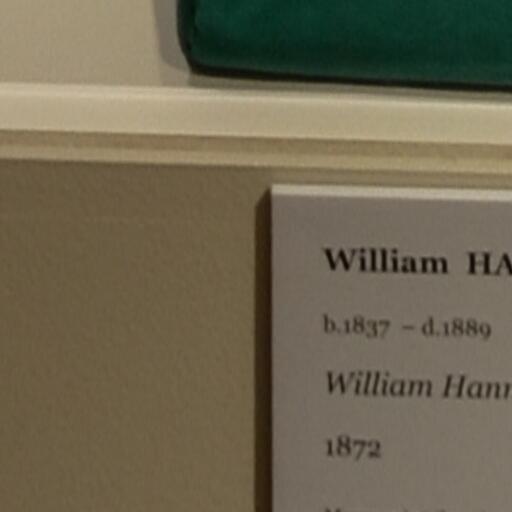 William HA
b.1837 – d.1889
William Hann
1872